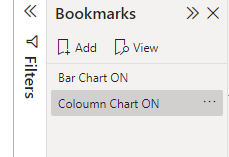 Bookmarks
Add View
Filters
Bar Chart ON
Coloumn Chart ON